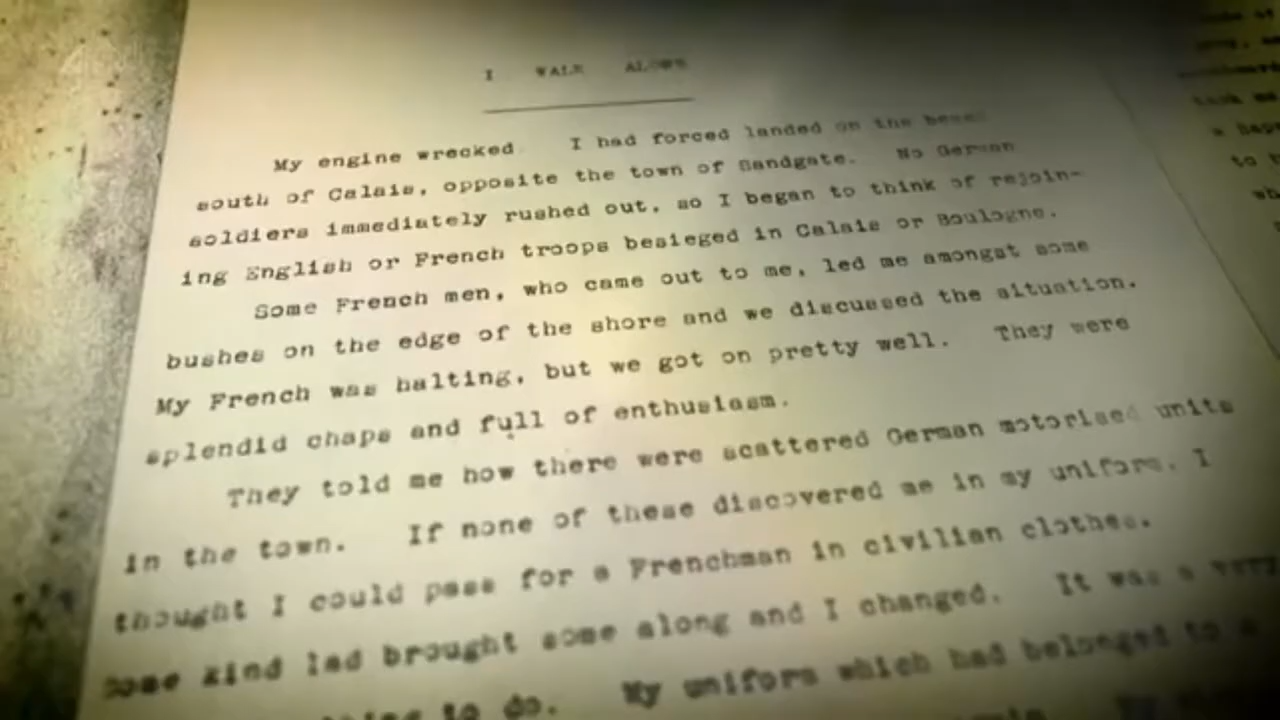 I WALK ALONE
My engine wrecked I had forced landed on the beach
south of Calais, opposite the town of Sandgate. No German
soldiers immediately rushed out, so I began to think of rejoin-
ing English or French troops besieged in Calais or Boulogne.
Some French men, who came out to me, led me amongst some
bushes on the edge of the shore and we discussed the situation.
My French was halting, but we got on pretty well. They were
splendid chaps and full of enthusiasm.
They told me how there were scattered German motorised units
in the town. If none of these discovered me in my uniform, I
thought I could pass for a Frenchman in civilian clothes.
Some kind lad brought some along and I changed. It was a very
to do. My uniform which had belonged to a
4